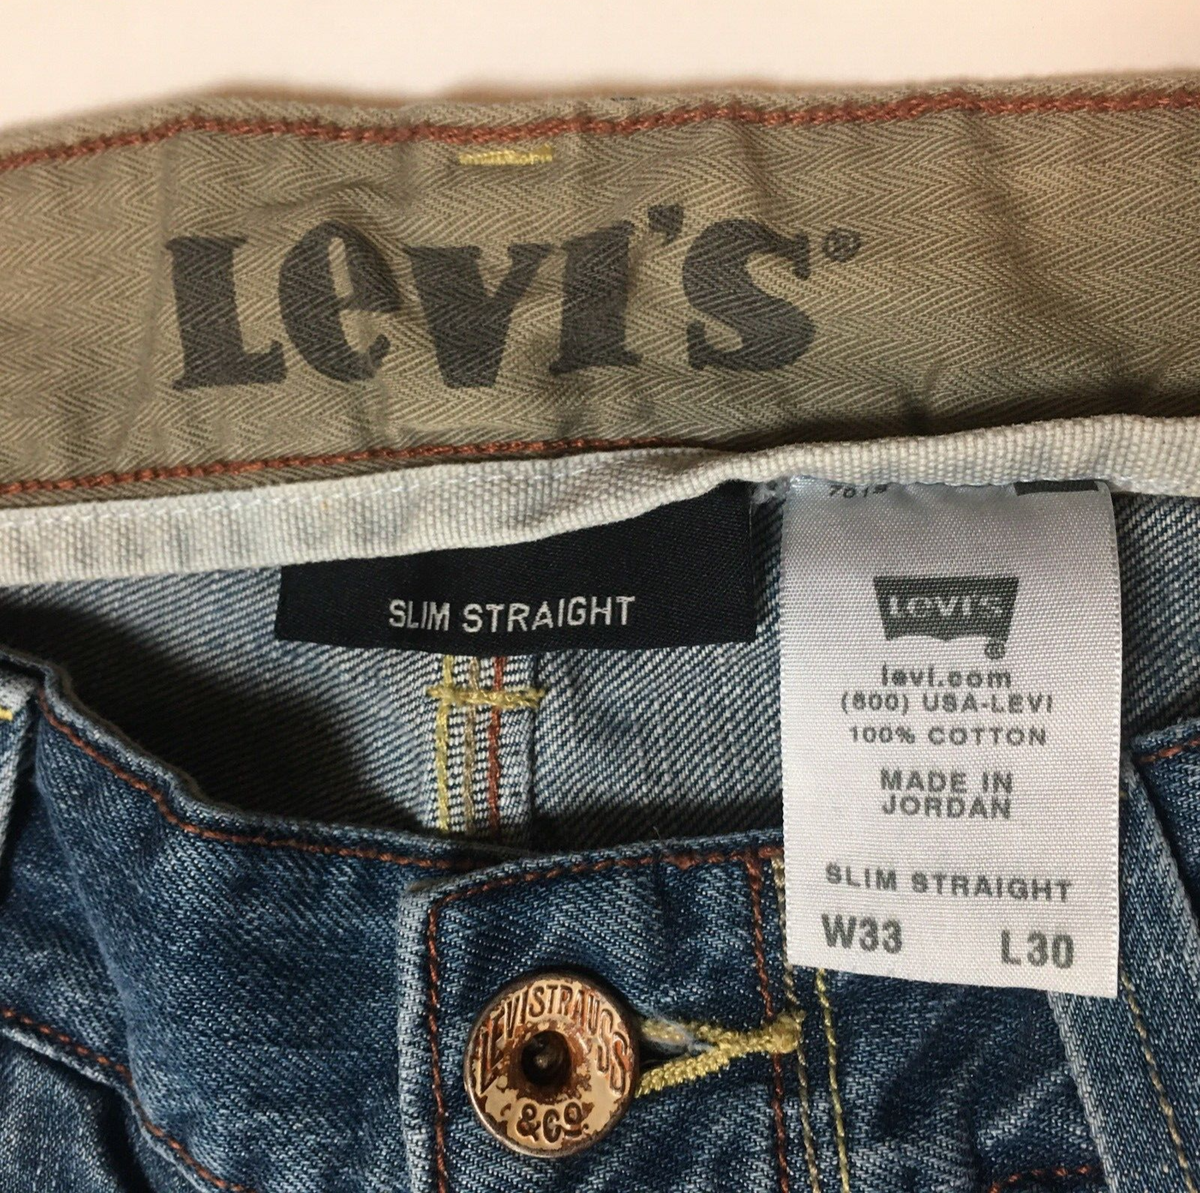 Levi's®
SLIM STRAIGHT
LEVI'S
®
levi.com
(800) USA-LEVI
100% COTTON
MADE IN
JORDAN
SLIM STRAIGHT
W33 L30
LEVI STRAUSS
& CO.